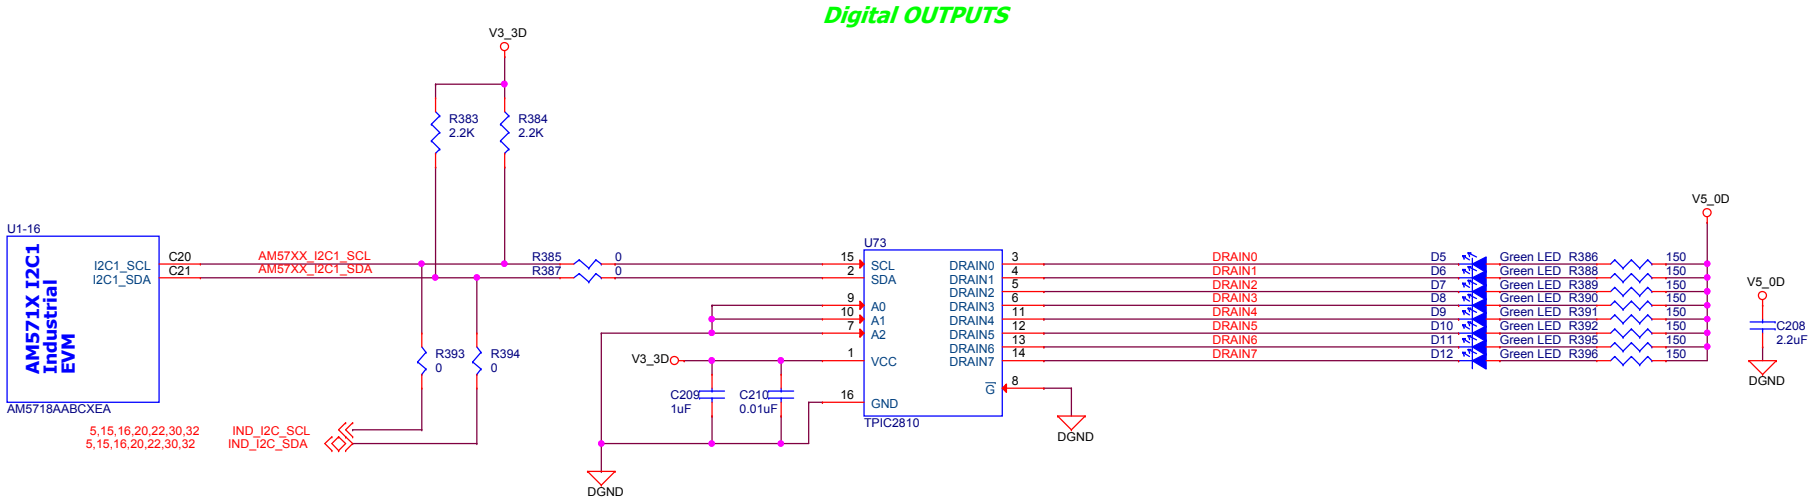 Digital OUTPUTS
V3_3D
R383
2.2K
R384
2.2K
V5_0D
U1-16
AM571X I2C1
Industrial
EVM
I2C1_SCL
I2C1_SDA
C20
C21
AM57XX_I2C1_SCL
AM57XX_I2C1_SDA
R385 0
R387 0
AM5718AABCXEA
R393
0
R394
0
5,15,16,20,22,30,32 IND_I2C_SCL
5,15,16,20,22,30,32 IND_I2C_SDA
U73
15 SCL
2 SDA
9 A0
10 A1
7 A2
V3_3D
1 VCC
16 GND
C209
1uF
C210
0.01uF
DGND
TPIC2810
DRAIN0 3 DRAIN0 D5 Green LED R386 150
DRAIN1 4 DRAIN1 D6 Green LED R388 150
DRAIN2 5 DRAIN2 D7 Green LED R389 150
DRAIN3 6 DRAIN3 D8 Green LED R390 150
DRAIN4 11 DRAIN4 D9 Green LED R391 150
DRAIN5 12 DRAIN5 D10 Green LED R392 150
DRAIN6 13 DRAIN6 D11 Green LED R395 150
DRAIN7 14 DRAIN7 D12 Green LED R396 150
G 8
DGND
V5_0D
C208
2.2uF
DGND